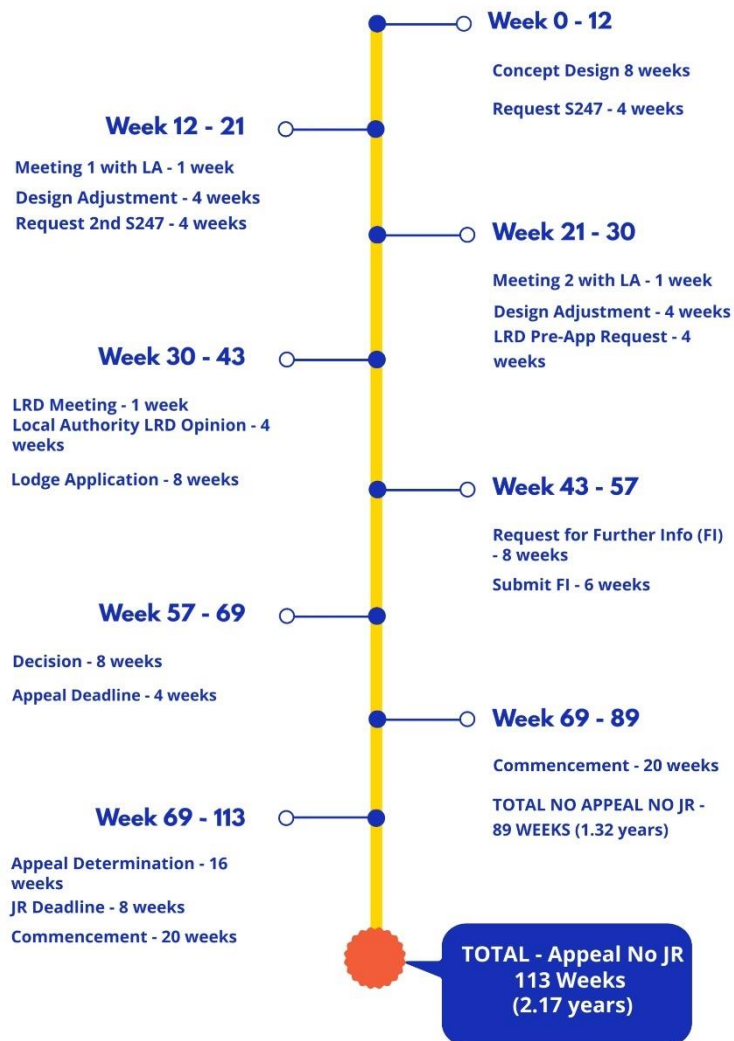 Week 0 - 12
Concept Design 8 weeks
Request S247 - 4 weeks
Week 12 - 21
Meeting 1 with LA - 1 week
Design Adjustment - 4 weeks
Request 2nd S247 - 4 weeks
Week 21 - 30
Meeting 2 with LA - 1 week
Design Adjustment - 4 weeks
LRD Pre-App Request - 4
weeks
Week 30 - 43
LRD Meeting - 1 week
Local Authority LRD Opinion - 4
weeks
Lodge Application - 8 weeks
Week 43 - 57
Request for Further Info (FI)
- 8 weeks
Submit FI - 6 weeks
Week 57 - 69
Decision - 8 weeks
Appeal Deadline - 4 weeks
Week 69 - 89
Commencement - 20 weeks
TOTAL NO APPEAL NO JR -
89 WEEKS (1.32 years)
Week 69 - 113
Appeal Determination - 16
weeks
JR Deadline - 8 weeks
Commencement - 20 weeks
TOTAL - Appeal No JR
113 Weeks
(2.17 years)